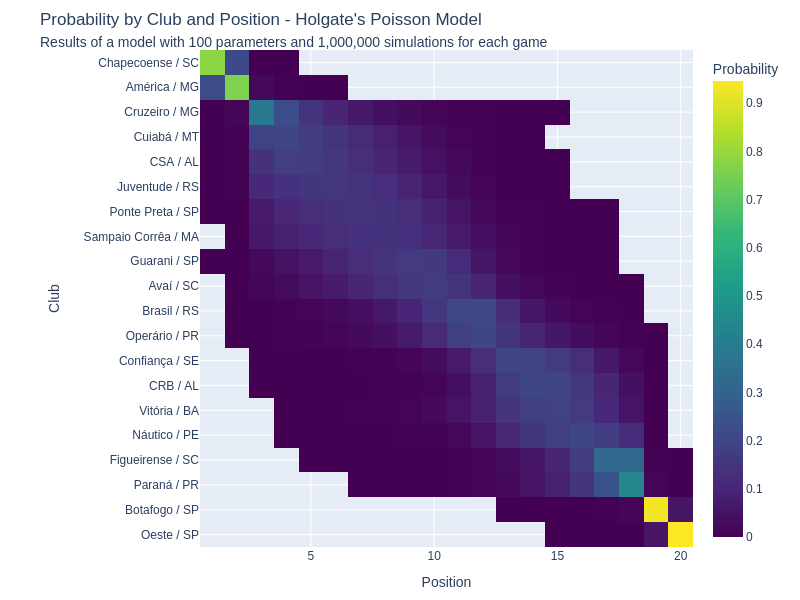 Probability by Club and Position - Holgate's Poisson Model
Results of a model with 100 parameters and 1,000,000 simulations for each game
Probability
Chapecoense / SC
América / MG
Cruzeiro / MG
Cuiabá / MT
CSA / AL
Juventude / RS
Ponte Preta / SP
Sampaio Corrêa / MA
Guarani / SP
Avaí / SC
Brasil / RS
Operário / PR
Confiança / SE
CRB / AL
Vitória / BA
Náutico / PE
Figueirense / SC
Paraná / PR
Botafogo / SP
Oeste / SP
Club
0.9
0.8
0.7
0.6
0.5
0.4
0.3
0.2
0.1
0
5
10
15
20
Position